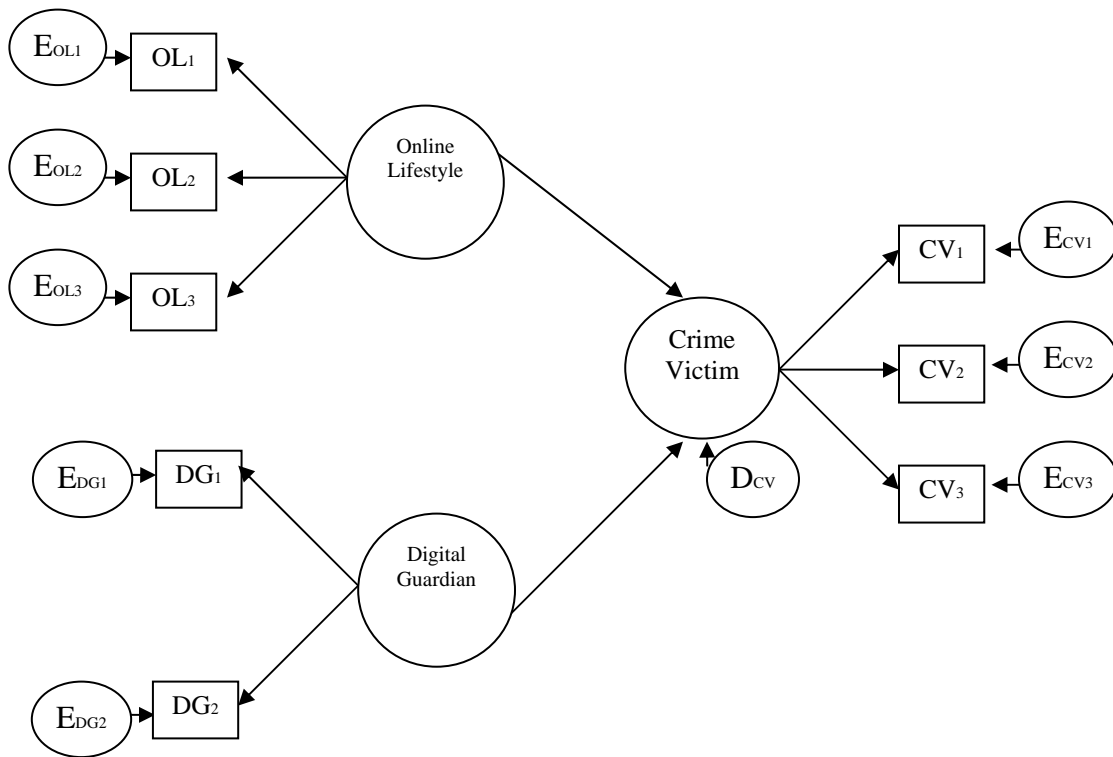 EOL1
OL1
EOL2
OL2
EOL3
OL3
Online
Lifestyle
CV1
ECV1
Crime
Victim
CV2
ECV2
CV3
ECV3
DCV
EDG1
DG1
Digital
Guardian
EDG2
DG2